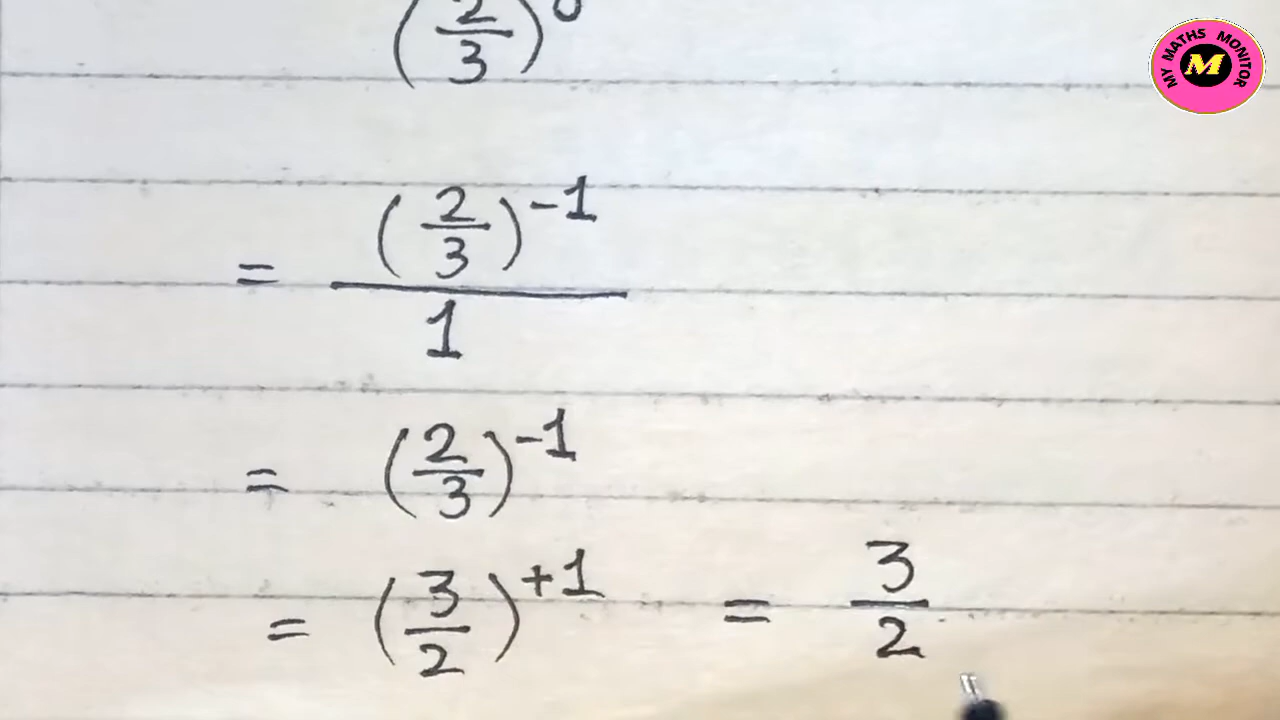 (2/3)^0
MY MATHS MONITOR
M
= (2/3)^-1 / 1
= (2/3)^-1
= (3/2)^+1 = 3/2